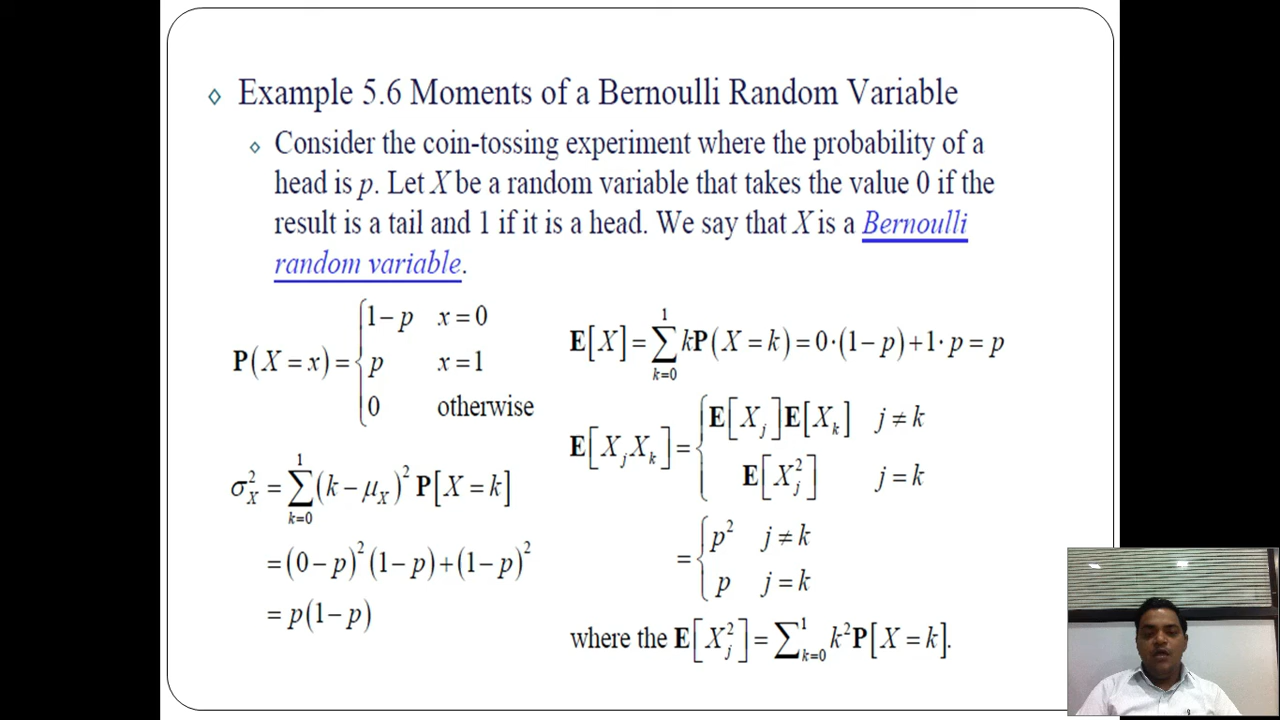 Example 5.6 Moments of a Bernoulli Random Variable
Consider the coin-tossing experiment where the probability of a
head is p. Let X be a random variable that takes the value 0 if the
result is a tail and 1 if it is a head. We say that X is a Bernoulli
random variable.
P(X = x) = { 1 − p x = 0
p x = 1
0 otherwise
σ_X^2 = ∑_{k=0}^{1} (k − μ_X)^2 P[X = k]
= (0 − p)^2 (1 − p) + (1 − p)^2
= p(1 − p)
E[X] = ∑_{k=0}^{1} kP(X = k) = 0·(1 − p) + 1·p = p
E[X_j X_k] = { E[X_j]E[X_k] j ≠ k
E[X_j^2] j = k
= { p^2 j ≠ k
p j = k
where the E[X_j^2] = ∑_{k=0}^{1} k^2 P[X = k].